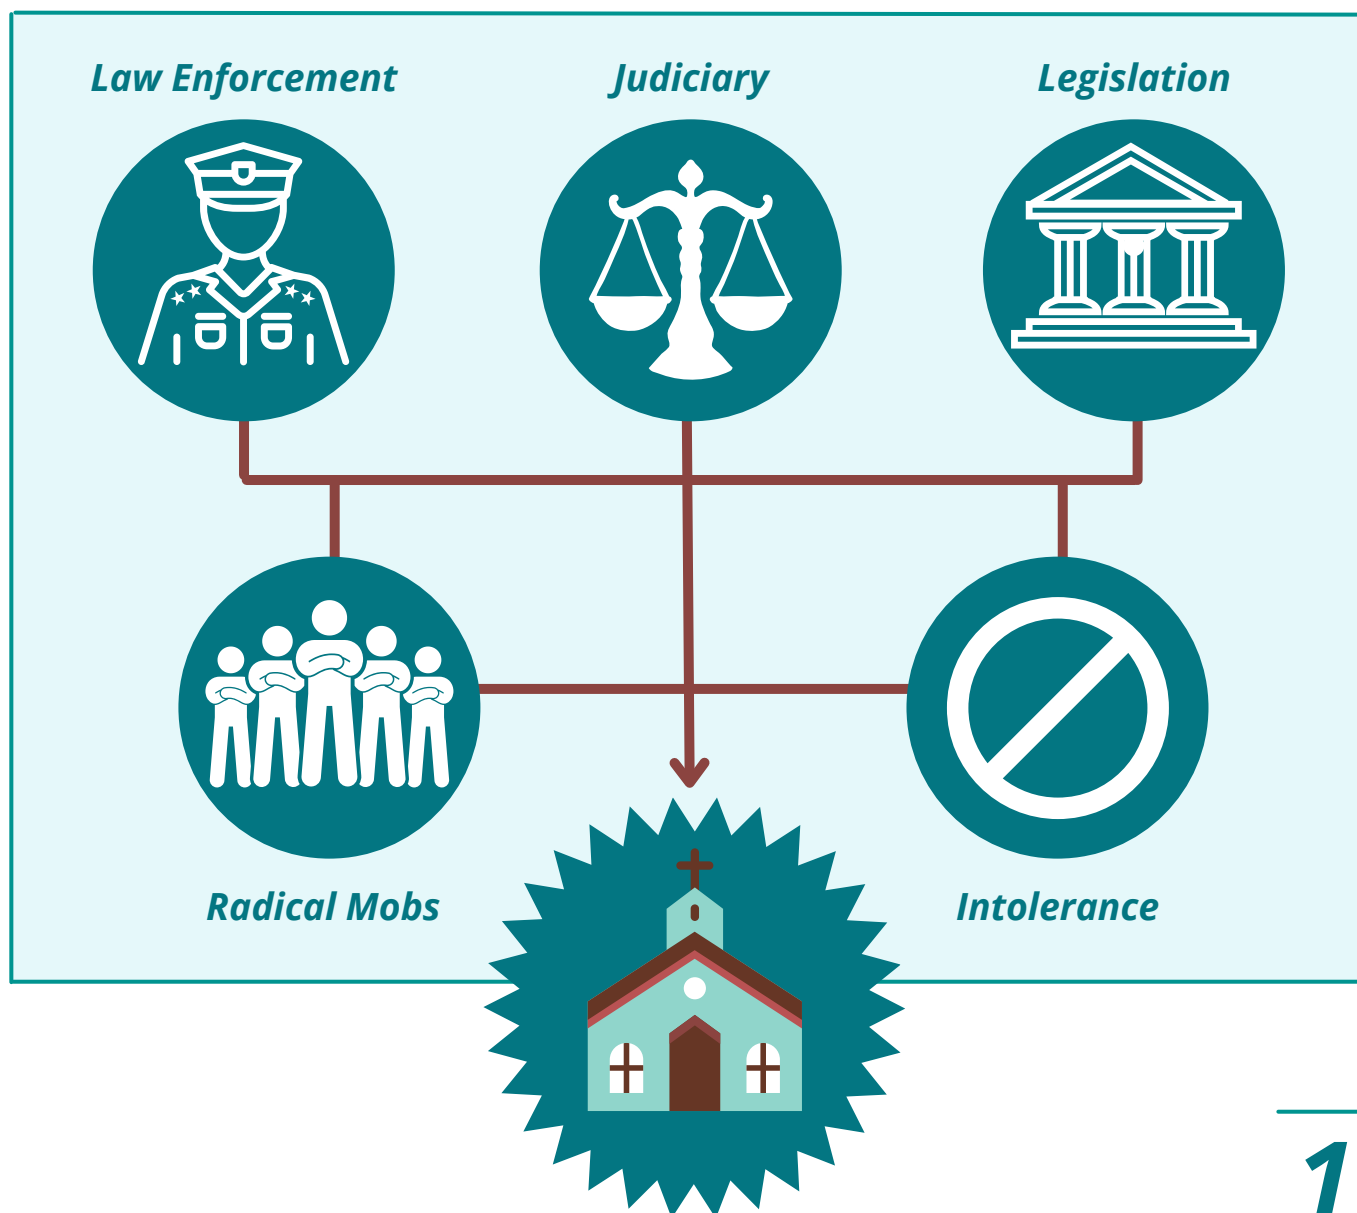 Law Enforcement
Judiciary
Legislation
Radical Mobs
Intolerance
1